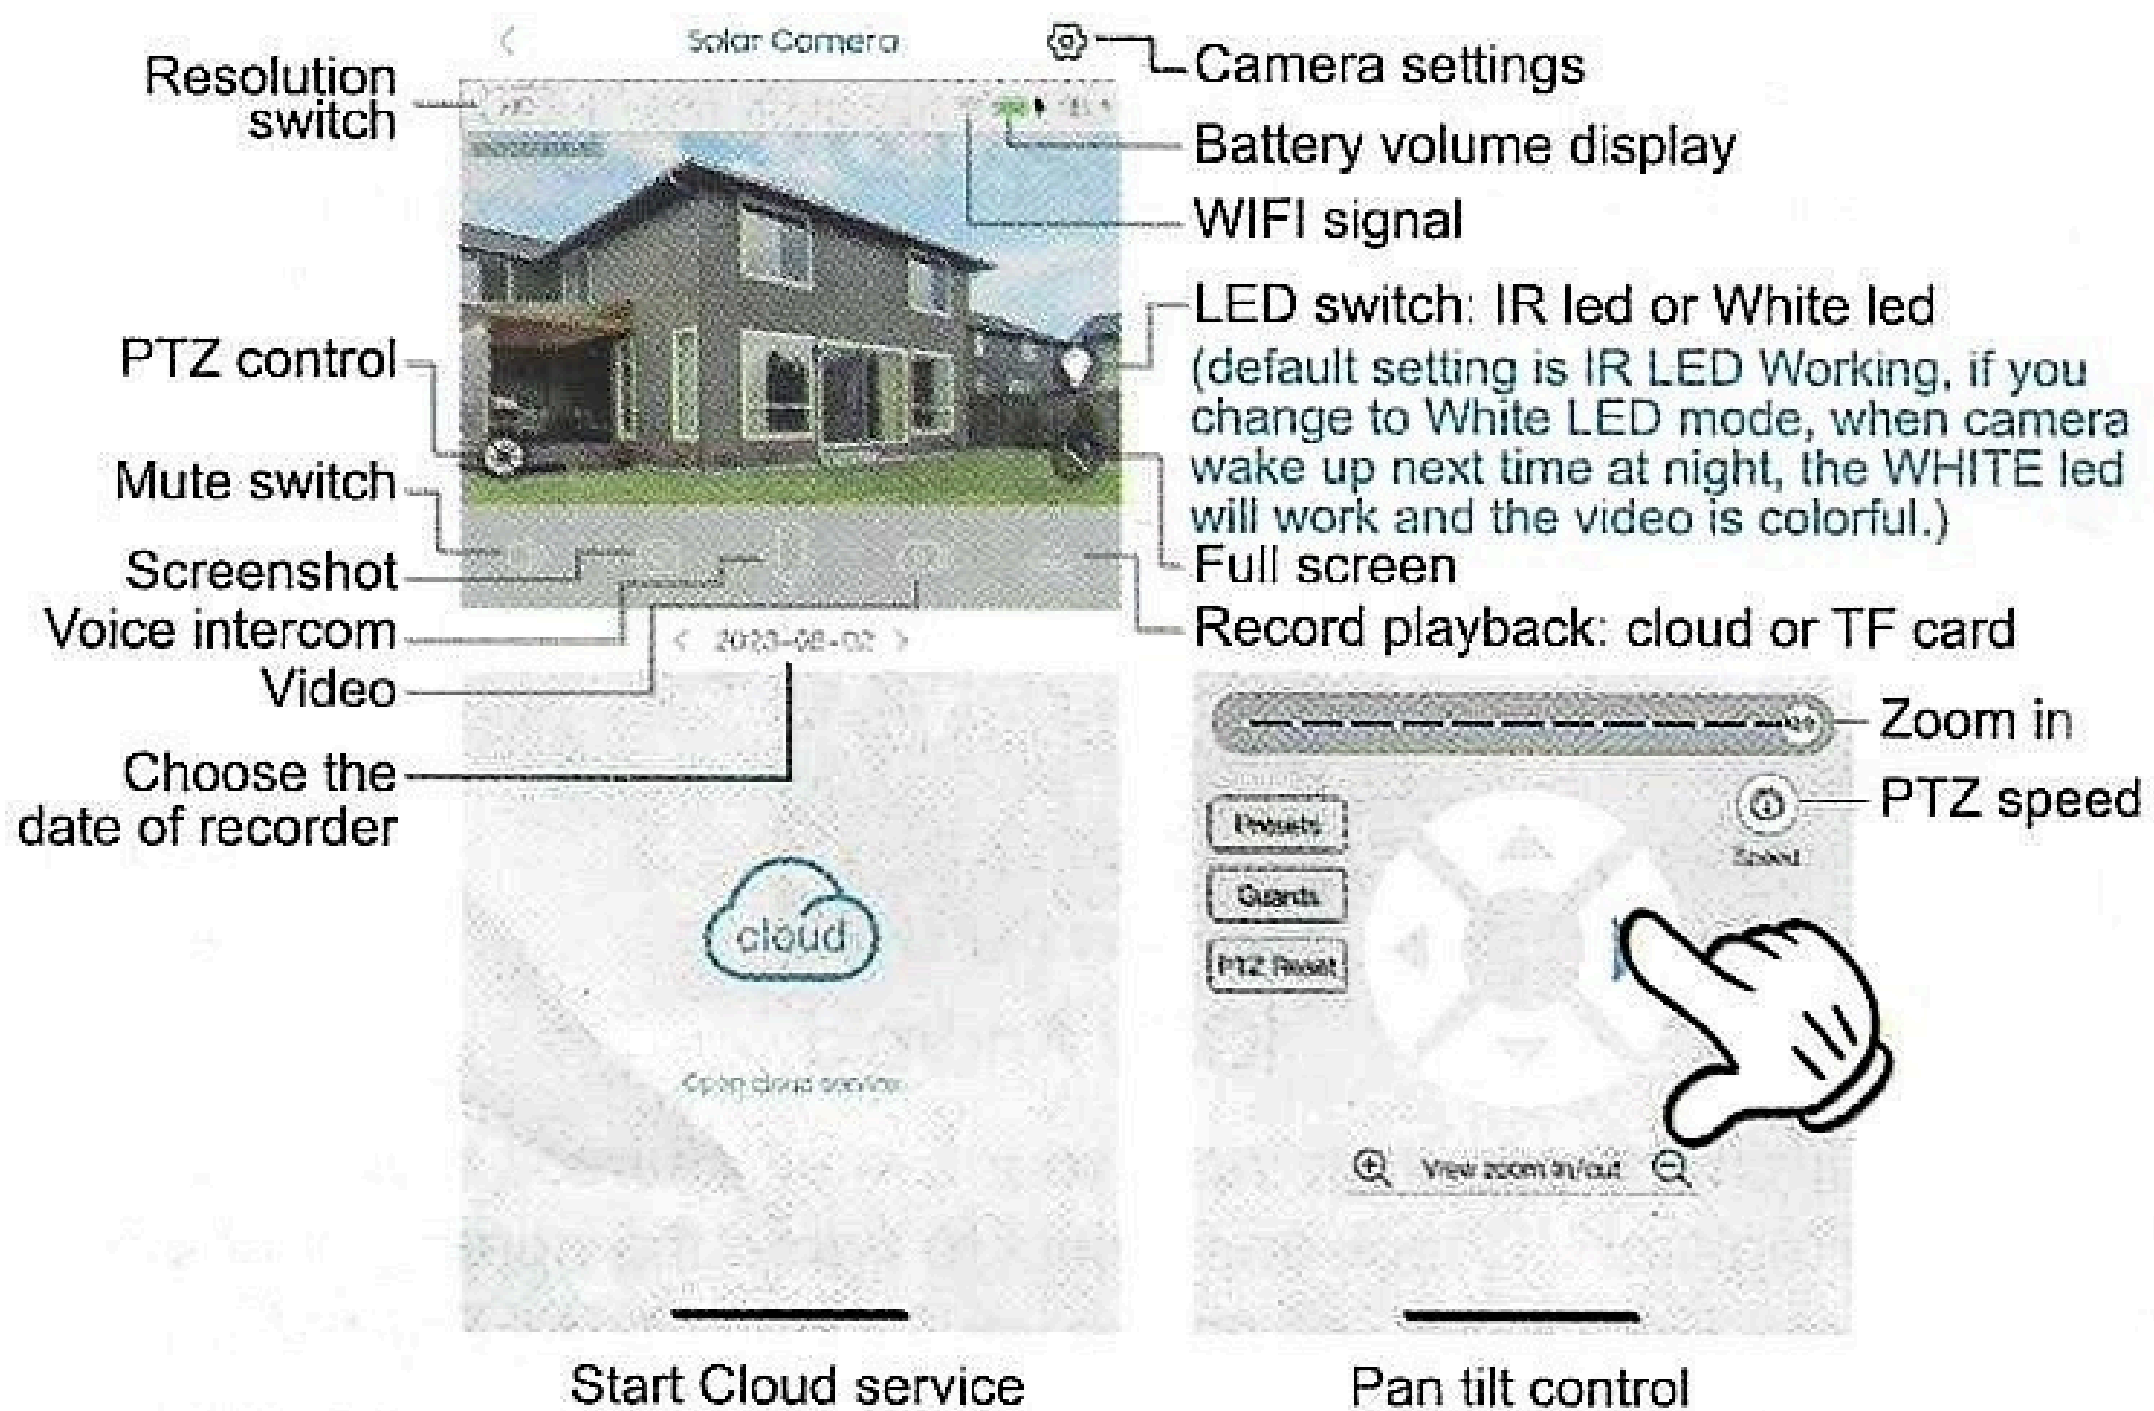 Solar Camera
Resolution
switch
Camera settings
Battery volume display
WIFI signal
LED switch: IR led or White led
(default setting is IR LED Working, if you
change to White LED mode, when camera
wake up next time at night, the WHITE led
will work and the video is colorful.)
PTZ control
Mute switch
Screenshot
Voice intercom
Video
Full screen
Record playback: cloud or TF card
Choose the
date of recorder
cloud
Open cloud service
Zoom in
PTZ speed
Presets
Guards
PTZ Reset
Speed
View zoom in/out
Start Cloud service
Pan tilt control